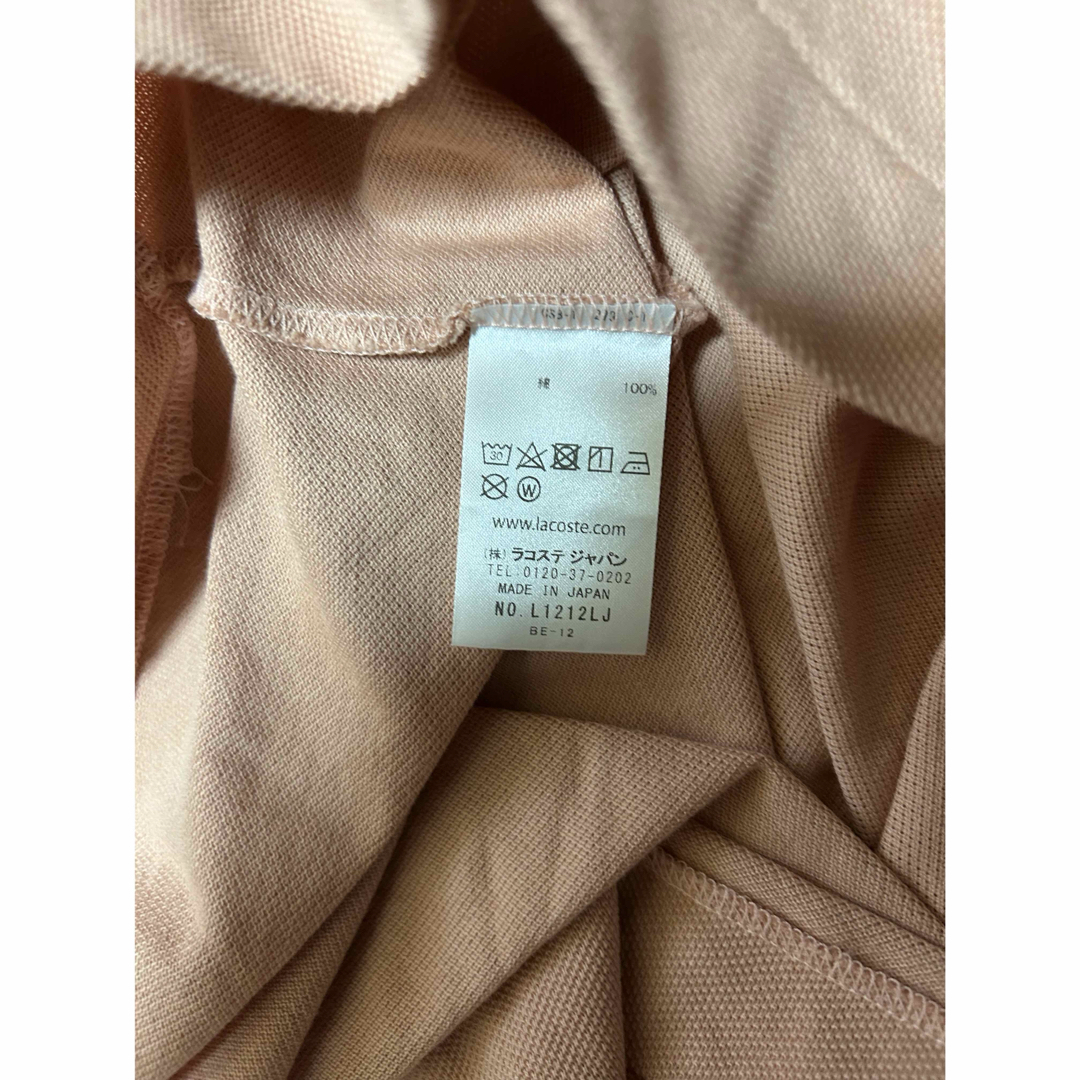 綿 100%
30
W
www.lacoste.com
(株) ラコステ ジャパン
TEL:0120-37-0202
MADE IN JAPAN
NO. L1212LJ
BE-12